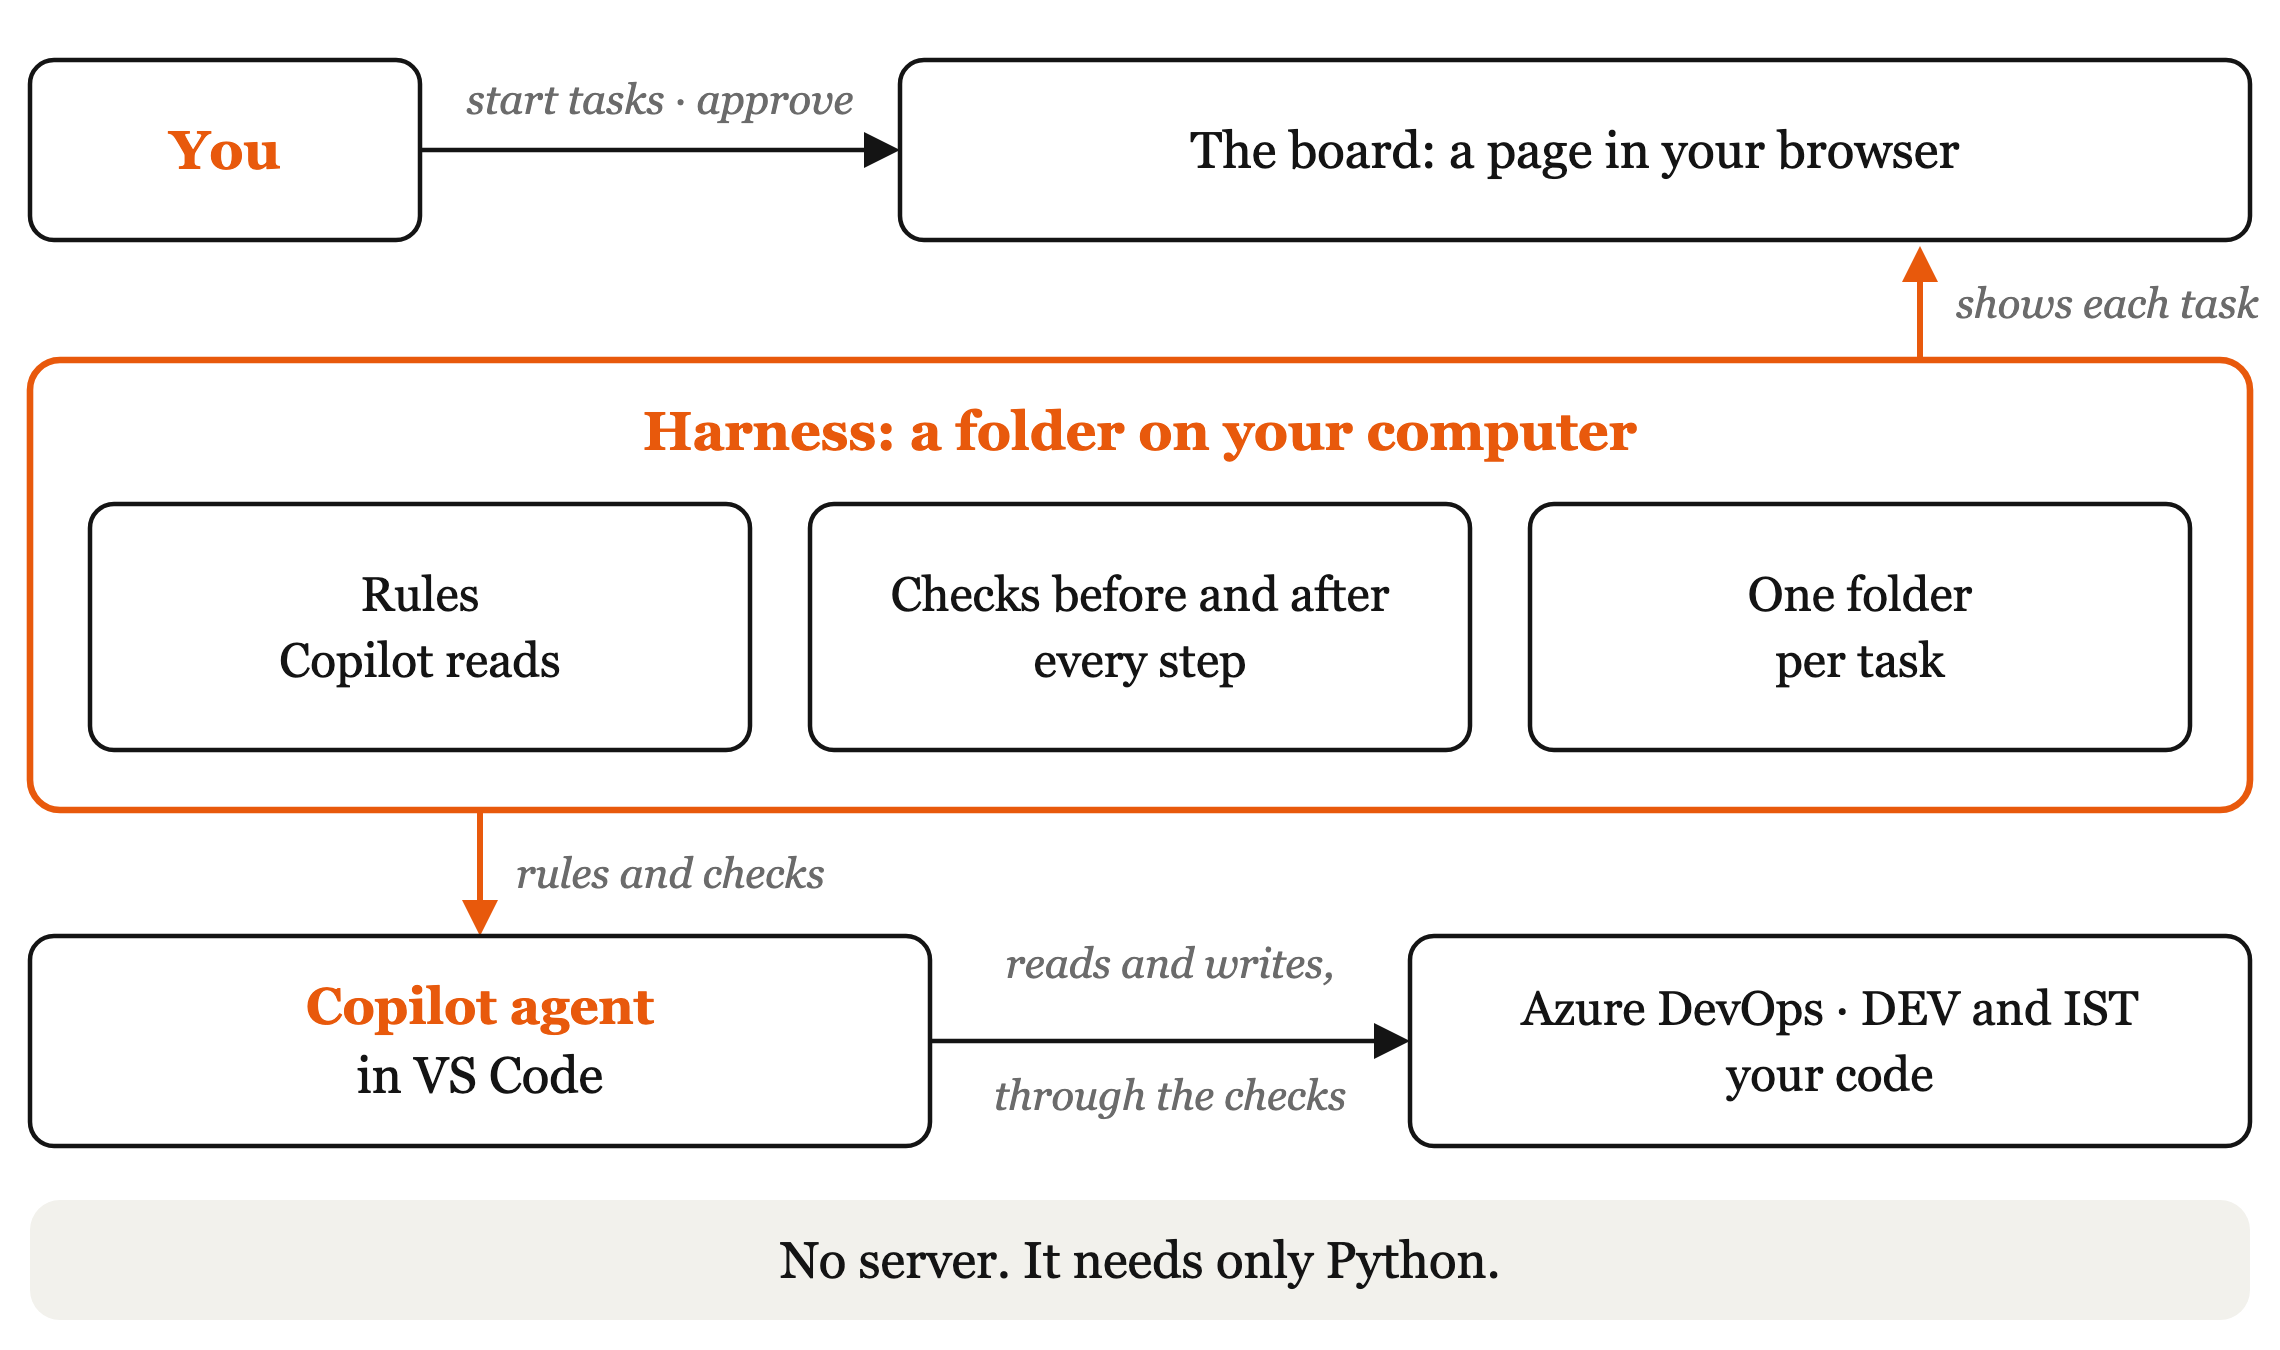 You
start tasks · approve
The board: a page in your browser
shows each task
Harness: a folder on your computer
Rules
Copilot reads
Checks before and after
every step
One folder
per task
rules and checks
Copilot agent
in VS Code
reads and writes,
through the checks
Azure DevOps · DEV and IST
your code
No server. It needs only Python.